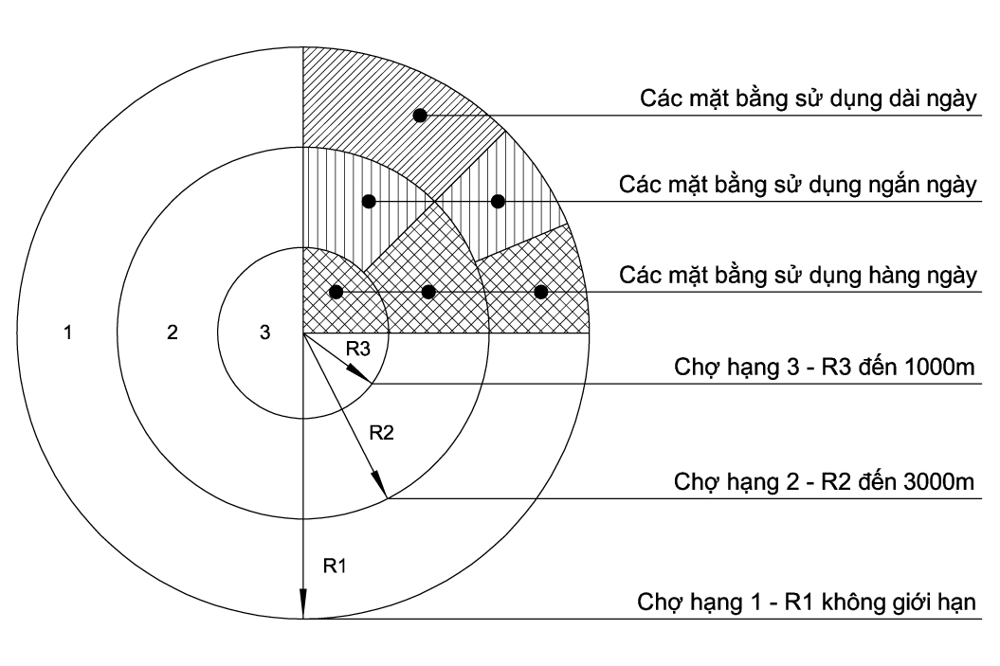 Các mặt bằng sử dụng dài ngày
Các mặt bằng sử dụng ngắn ngày
Các mặt bằng sử dụng hàng ngày
1
2
3
R3
Chợ hạng 3 - R3 đến 1000m
R2
Chợ hạng 2 - R2 đến 3000m
R1
Chợ hạng 1 - R1 không giới hạn